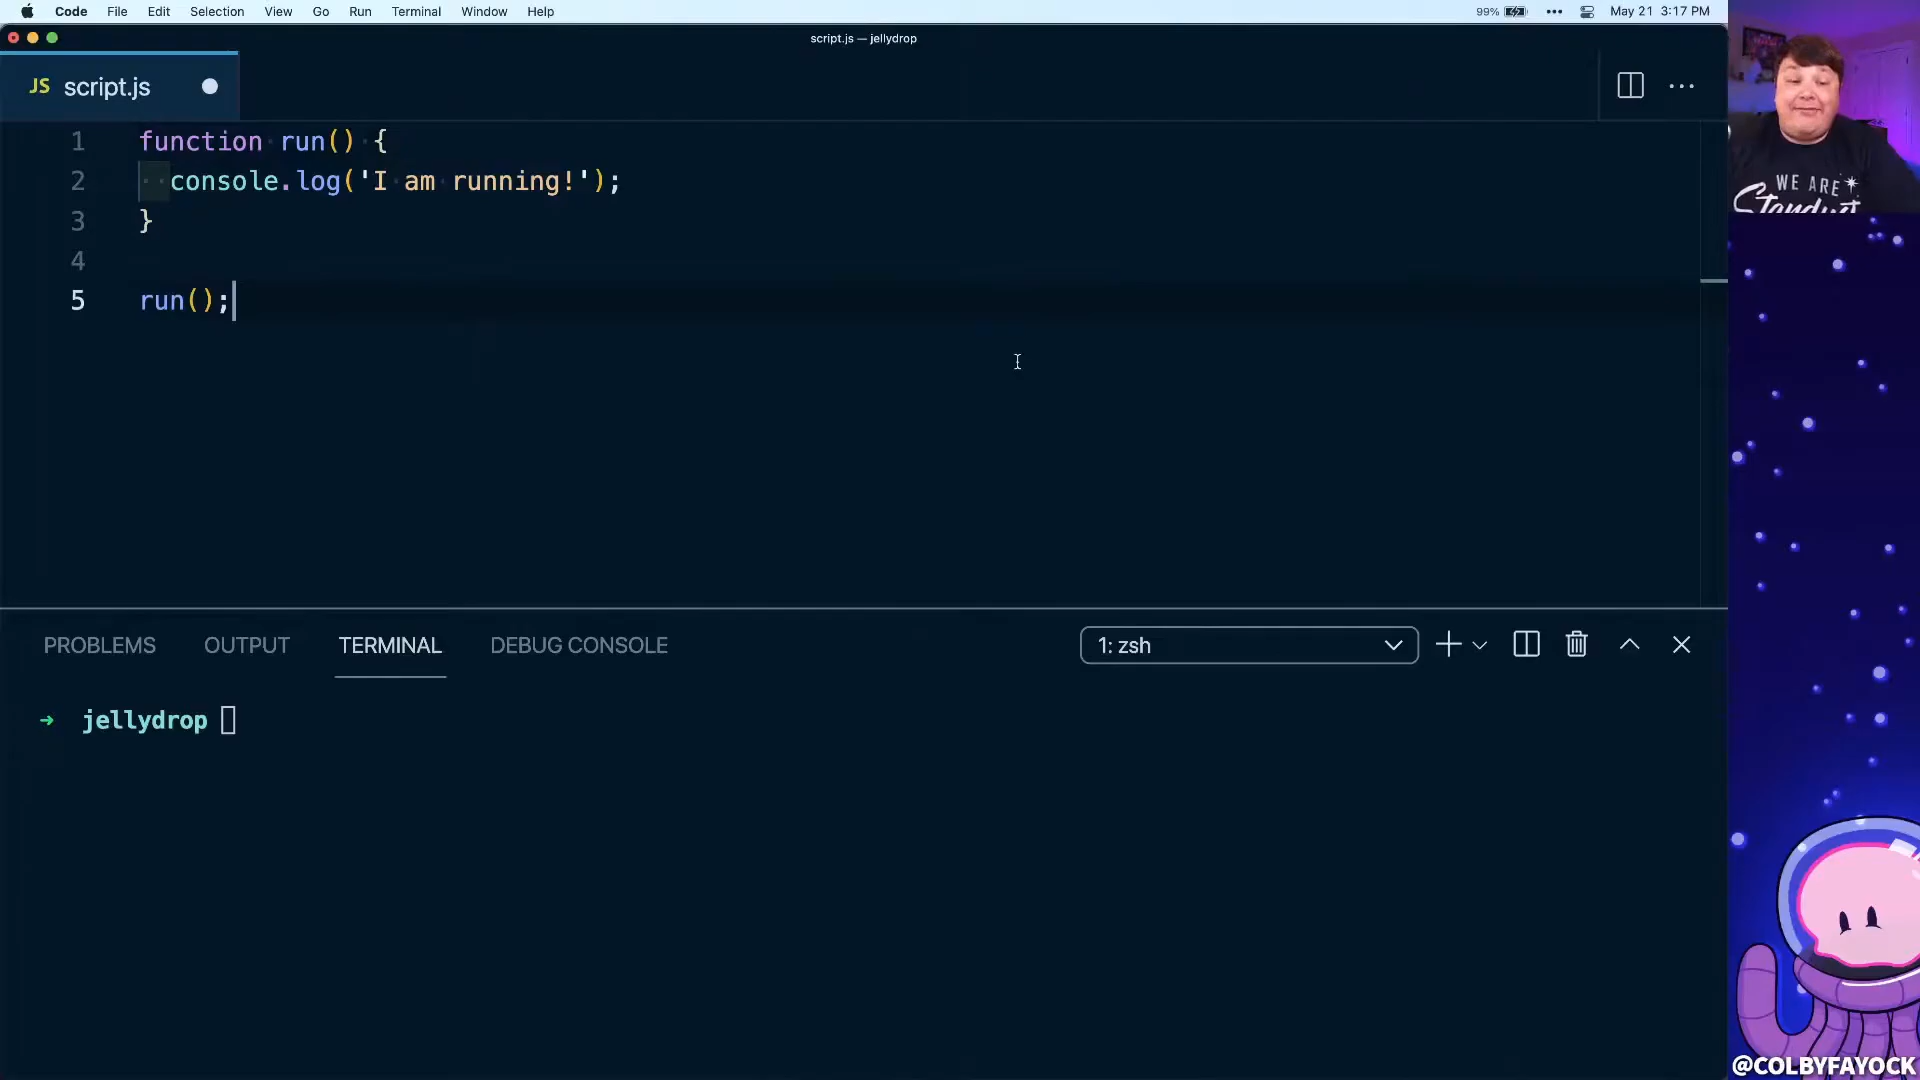 Code File Edit Selection View Go Run Terminal Window Help 99% May 21 3:17 PM
script.js — jellydrop
JS script.js
1 function run() {
2 console.log('I am running!');
3 }
4
5 run();
PROBLEMS OUTPUT TERMINAL DEBUG CONSOLE 1: zsh
→ jellydrop
WE ARE
Stardust
@COLBYFAYOCK